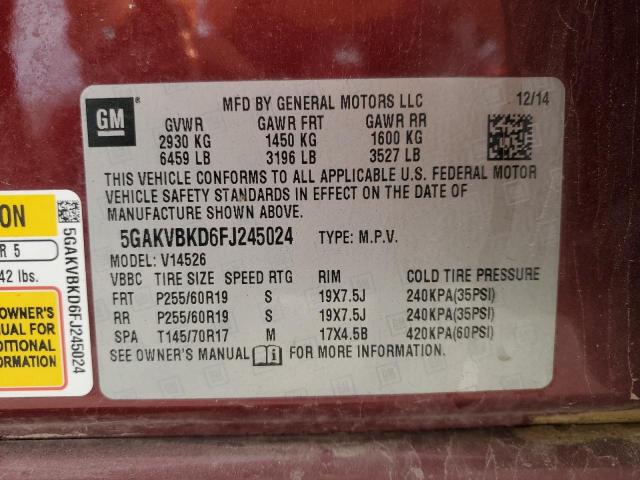 GM
MFD BY GENERAL MOTORS LLC 12/14
GVWR GAWR FRT GAWR RR
2930 KG 1450 KG 1600 KG
6459 LB 3196 LB 3527 LB
THIS VEHICLE CONFORMS TO ALL APPLICABLE U.S. FEDERAL MOTOR
VEHICLE SAFETY STANDARDS IN EFFECT ON THE DATE OF
MANUFACTURE SHOWN ABOVE.
5GAKVBKD6FJ245024 TYPE: M.P.V.
MODEL: V14526
VBBC TIRE SIZE SPEED RTG RIM COLD TIRE PRESSURE
FRT P255/60R19 S 19X7.5J 240KPA(35PSI)
RR P255/60R19 S 19X7.5J 240KPA(35PSI)
SPA T145/70R17 M 17X4.5B 420KPA(60PSI)
SEE OWNER'S MANUAL FOR MORE INFORMATION
ON
R 5
42 lbs.
OWNER'S
UAL FOR
DITIONAL
RMATION
5GAKVBKD6FJ245024